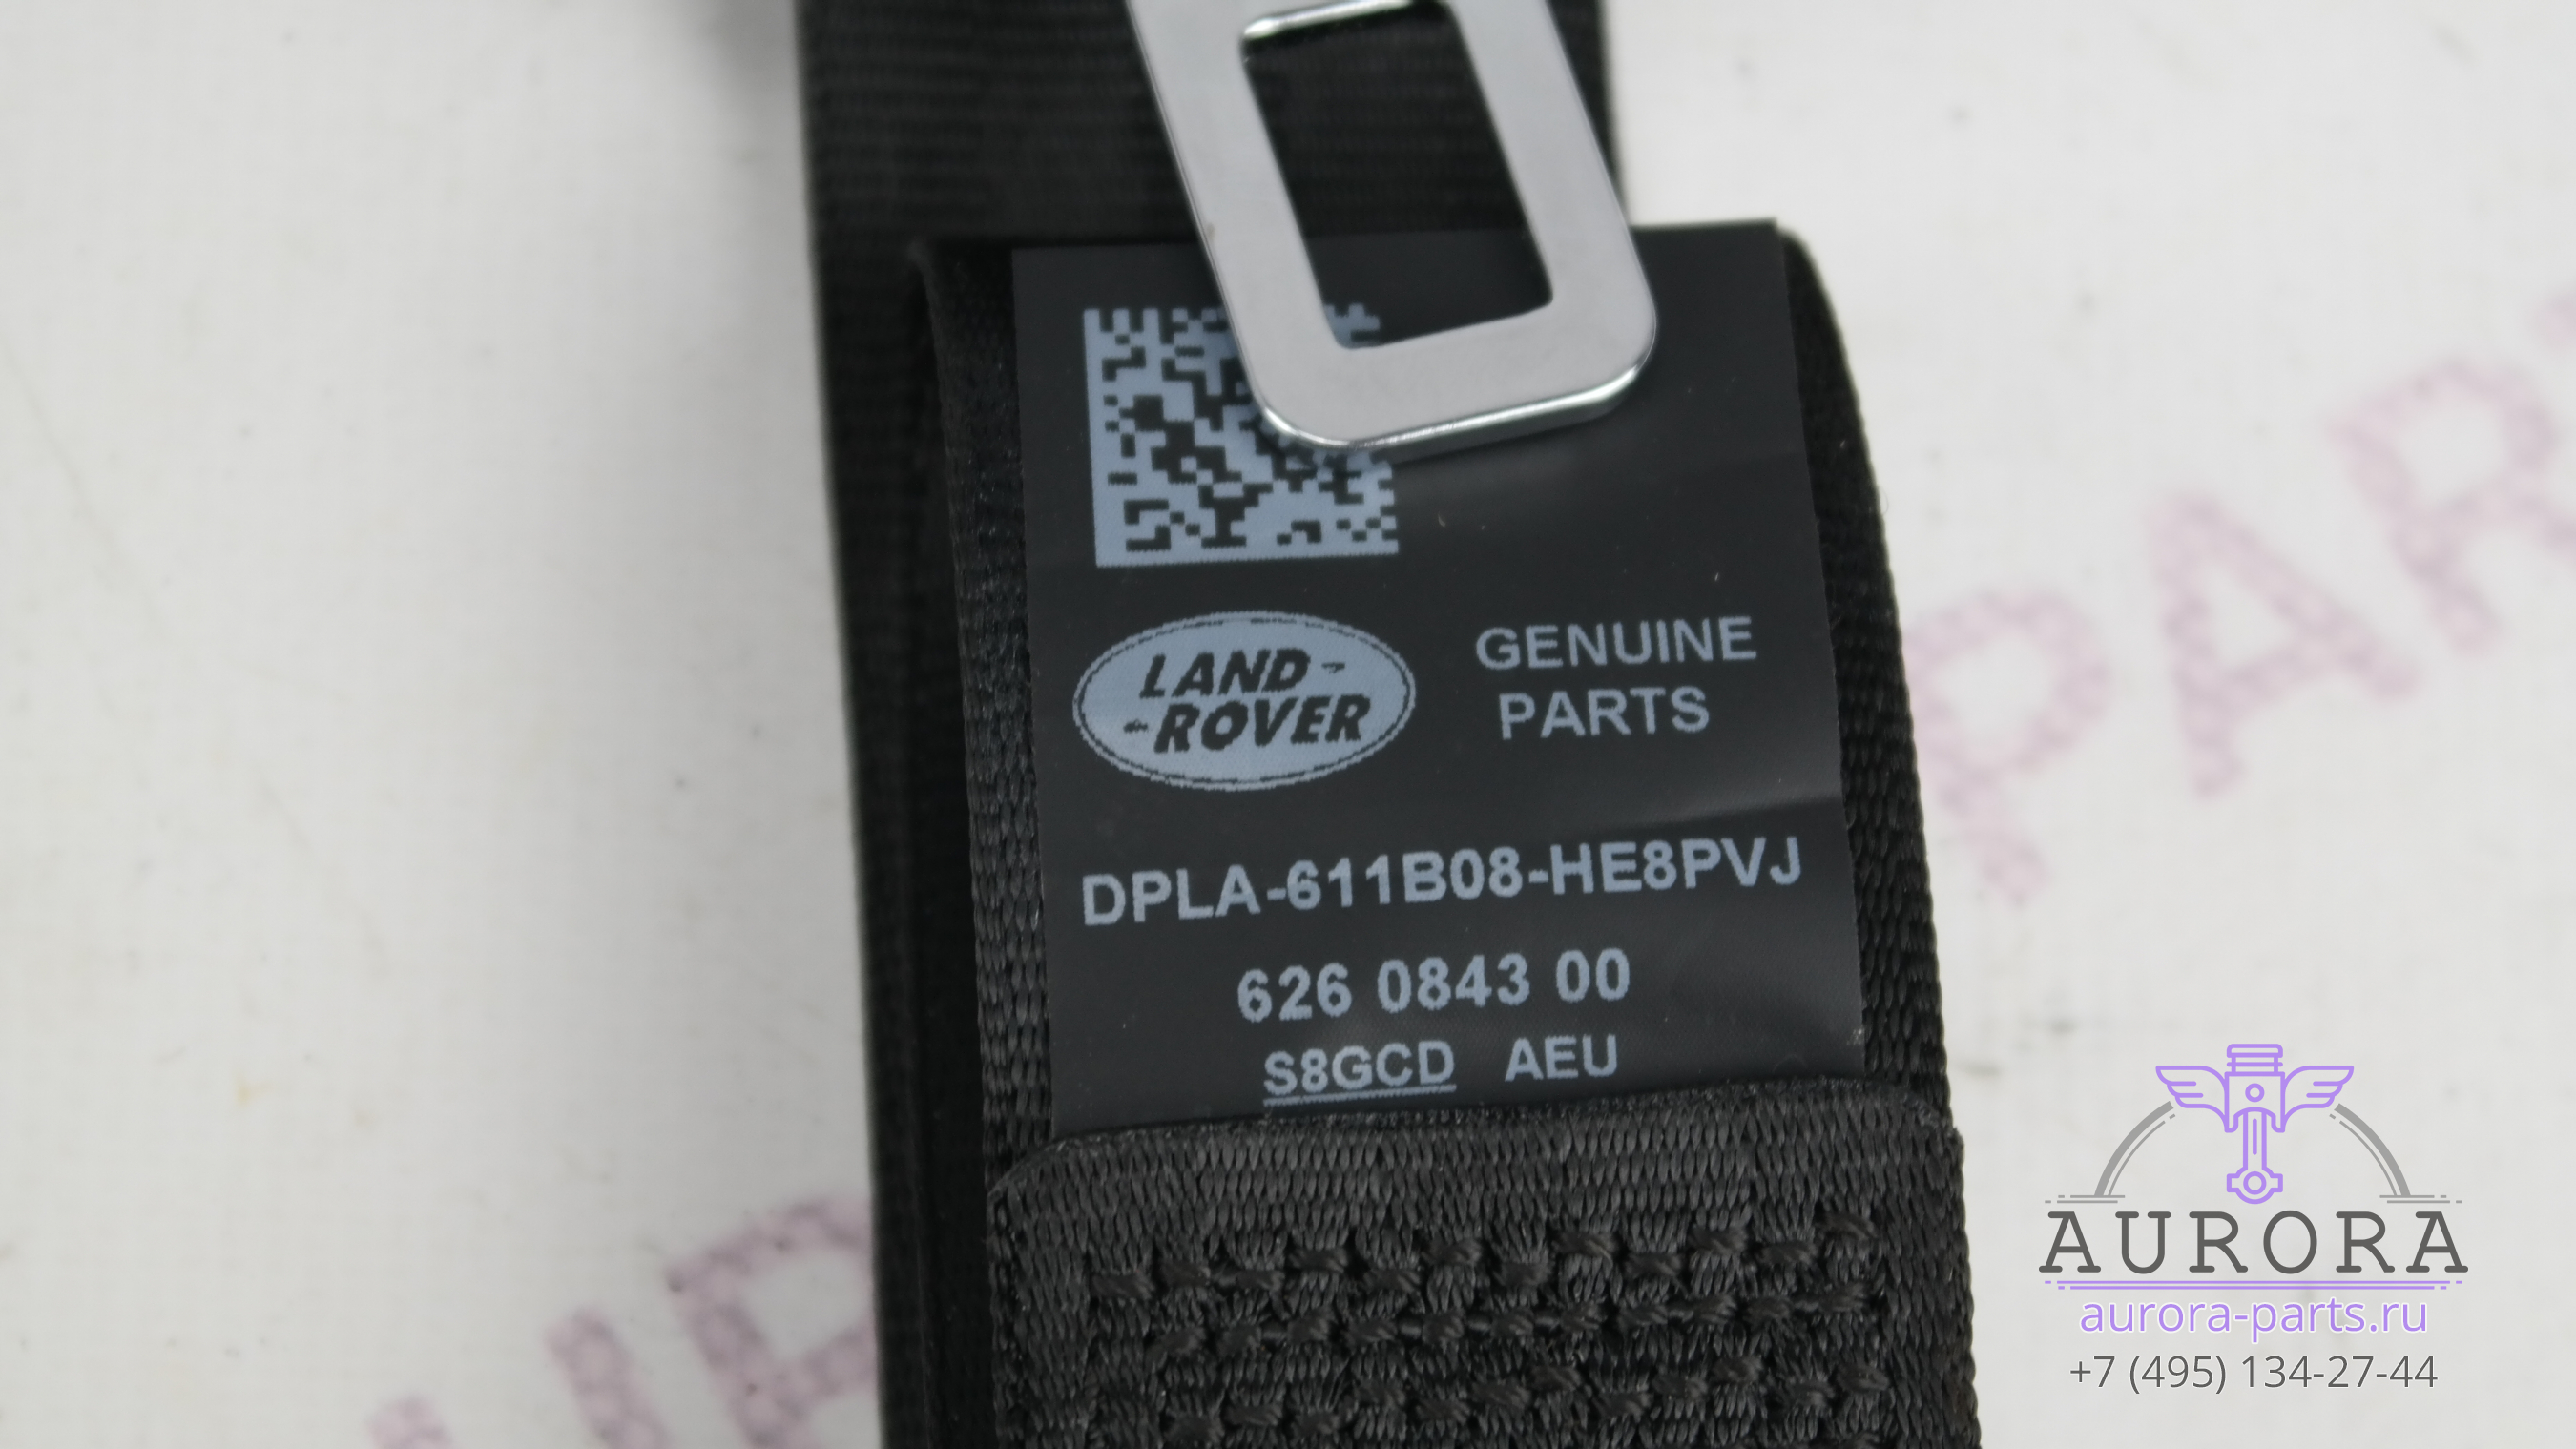 LAND-
-ROVER
GENUINE
PARTS
DPLA-611B08-HE8PVJ
626 0843 00
S8GCD AEU
PAR
AURORA
aurora-parts.ru
+7 (495) 134-27-44